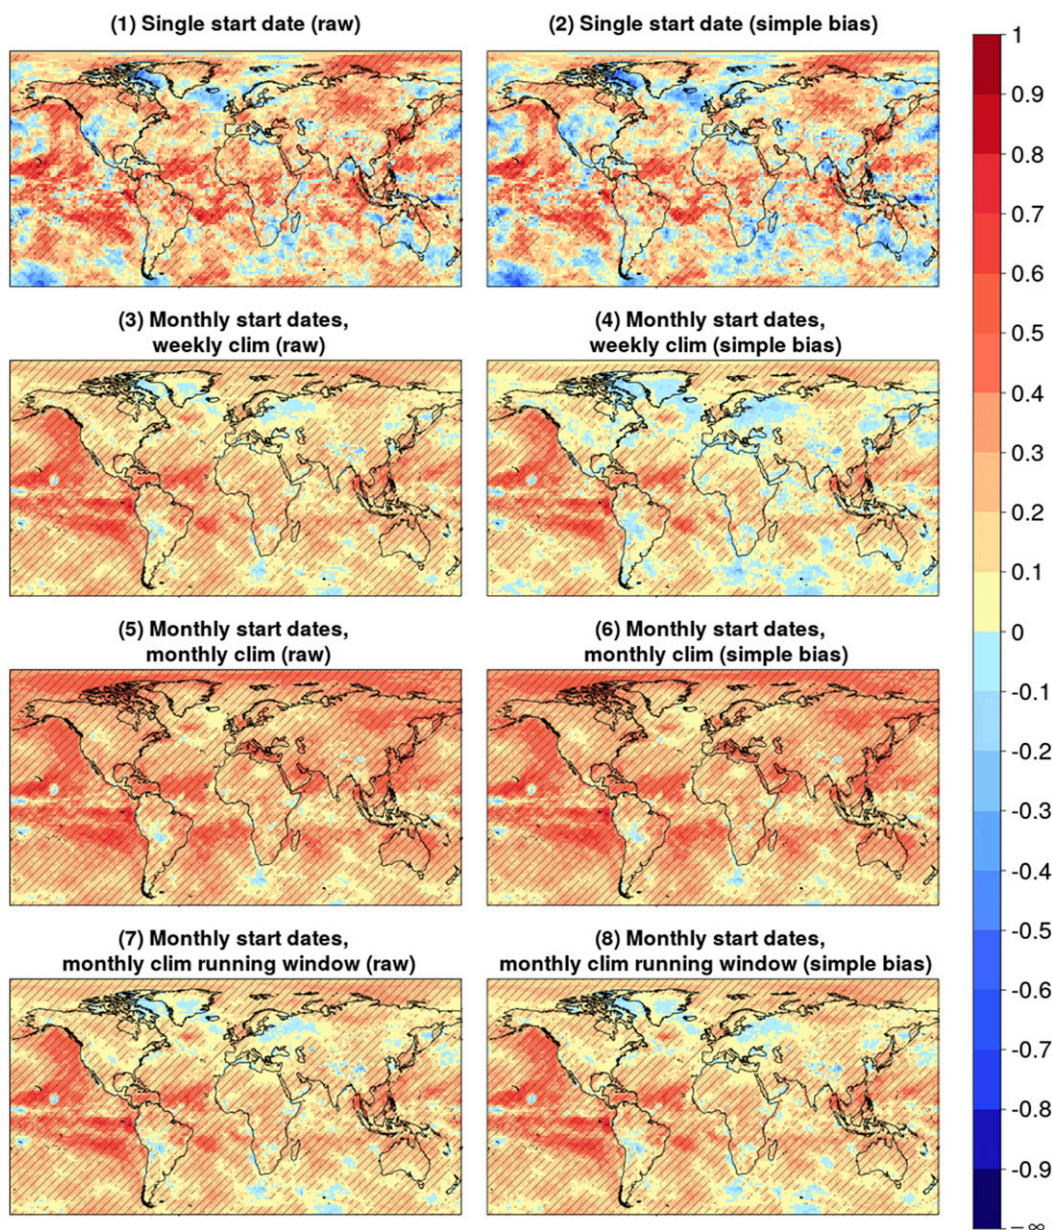 (1) Single start date (raw)
(2) Single start date (simple bias)
(3) Monthly start dates,
weekly clim (raw)
(4) Monthly start dates,
weekly clim (simple bias)
(5) Monthly start dates,
monthly clim (raw)
(6) Monthly start dates,
monthly clim (simple bias)
(7) Monthly start dates,
monthly clim running window (raw)
(8) Monthly start dates,
monthly clim running window (simple bias)
1
0.9
0.8
0.7
0.6
0.5
0.4
0.3
0.2
0.1
0
-0.1
-0.2
-0.3
-0.4
-0.5
-0.6
-0.7
-0.8
-0.9
−∞